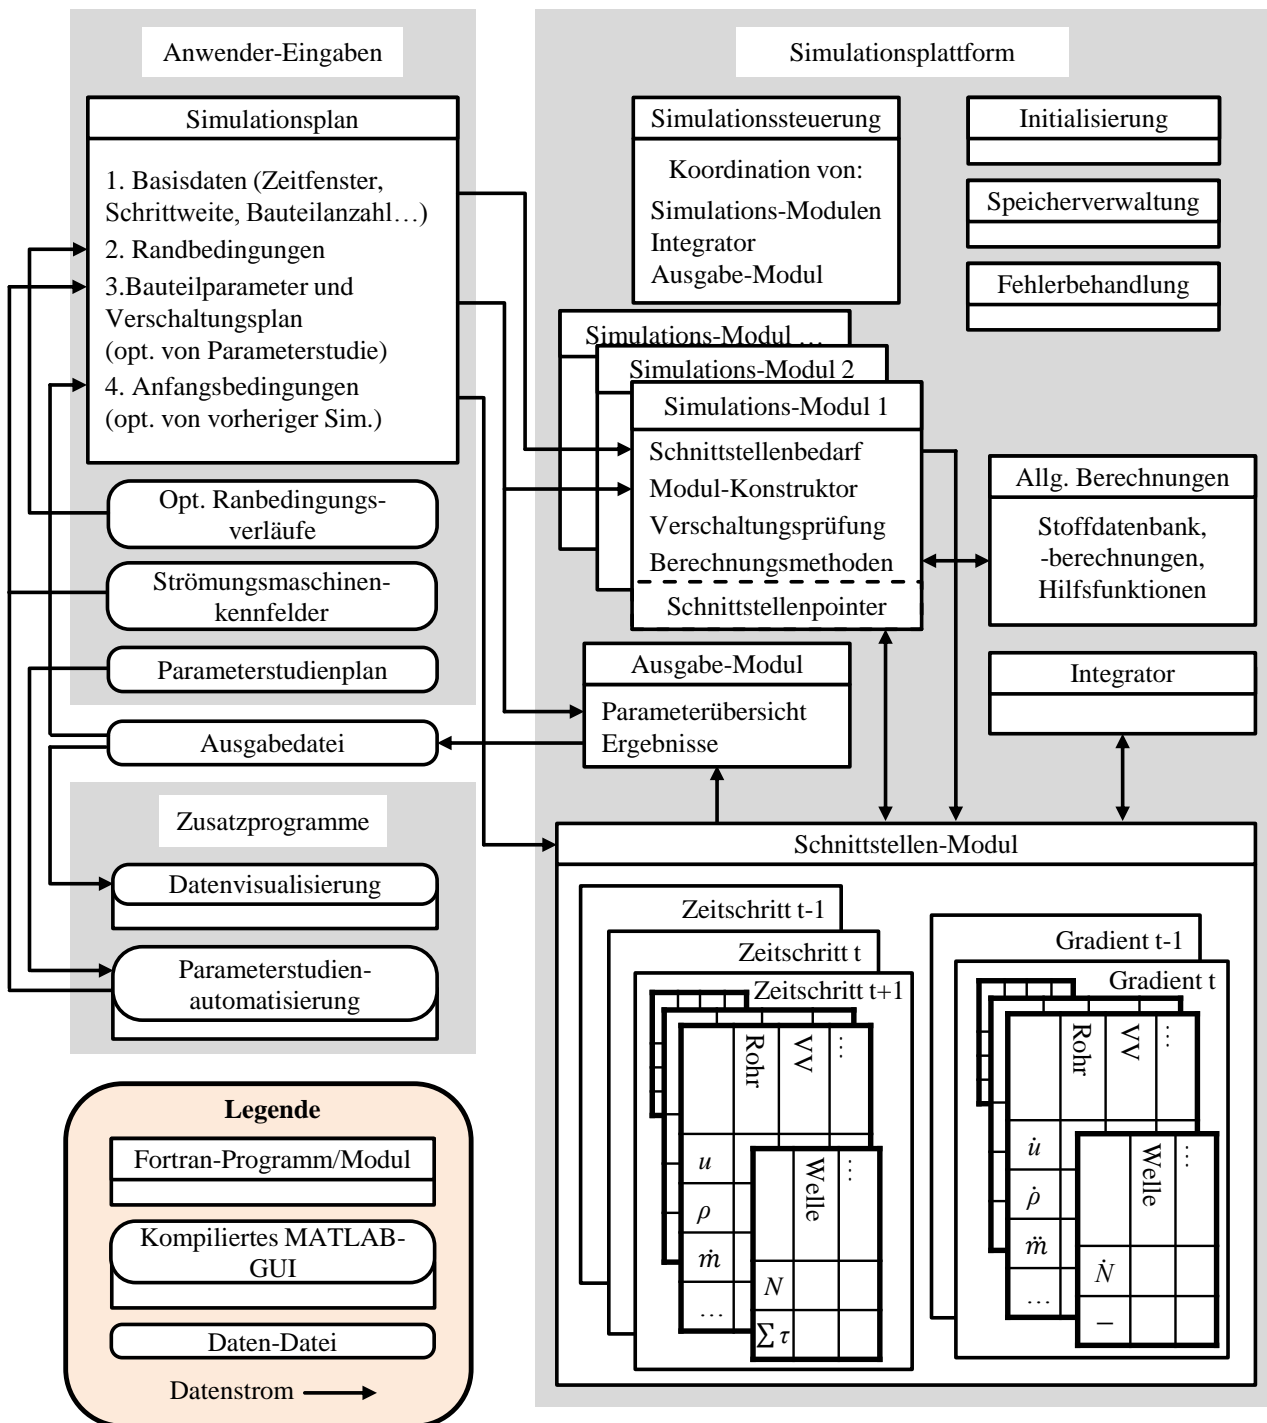 Anwender-Eingaben
Simulationsplan
1. Basisdaten (Zeitfenster,
Schrittweite, Bauteilanzahl…)
2. Randbedingungen
3.Bauteilparameter und
Verschaltungsplan
(opt. von Parameterstudie)
4. Anfangsbedingungen
(opt. von vorheriger Sim.)
Opt. Ranbedingungs-
verläufe
Strömungsmaschinen-
kennfelder
Parameterstudienplan
Ausgabedatei
Zusatzprogramme
Datenvisualisierung
Parameterstudien-
automatisierung
Legende
Fortran-Programm/Modul
Kompiliertes MATLAB-
GUI
Daten-Datei
Datenstrom
Simulationsplattform
Simulationssteuerung
Koordination von:
Simulations-Modulen
Integrator
Ausgabe-Modul
Initialisierung
Speicherverwaltung
Fehlerbehandlung
Simulations-Modul …
Simulations-Modul 2
Simulations-Modul 1
Schnittstellenbedarf
Modul-Konstruktor
Verschaltungsprüfung
Berechnungsmethoden
Schnittstellenpointer
Allg. Berechnungen
Stoffdatenbank,
-berechnungen,
Hilfsfunktionen
Ausgabe-Modul
Parameterübersicht
Ergebnisse
Integrator
Schnittstellen-Modul
Zeitschritt t-1
Zeitschritt t
Zeitschritt t+1
Rohr
VV
…
u
ρ
ṁ
…
Welle
…
N
∑ τ
Gradient t-1
Gradient t
Rohr
VV
…
u̇
ρ̇
m̈
…
Welle
…
Ṅ
–